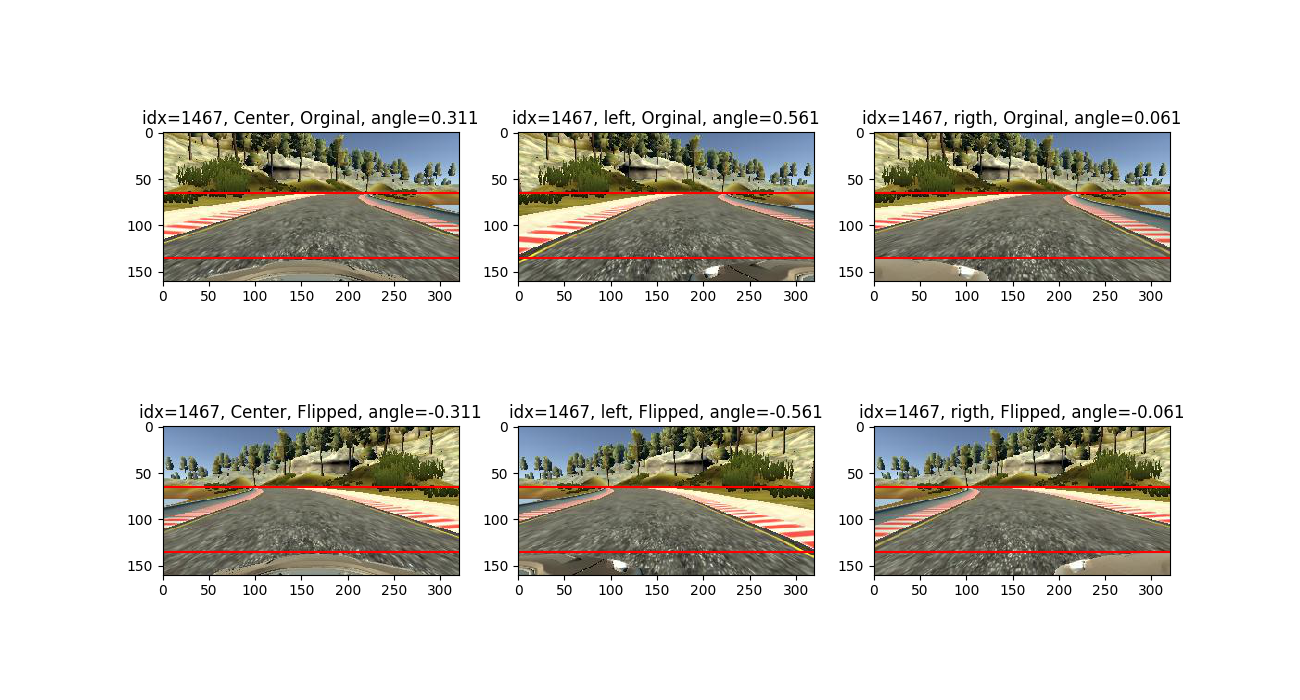 idx=1467, Center, Orginal, angle=0.311
idx=1467, left, Orginal, angle=0.561
idx=1467, rigth, Orginal, angle=0.061
0
50
100
150
0 50 100 150 200 250 300
0
50
100
150
0 50 100 150 200 250 300
0
50
100
150
0 50 100 150 200 250 300
idx=1467, Center, Flipped, angle=-0.311
idx=1467, left, Flipped, angle=-0.561
idx=1467, rigth, Flipped, angle=-0.061
0
50
100
150
0 50 100 150 200 250 300
0
50
100
150
0 50 100 150 200 250 300
0
50
100
150
0 50 100 150 200 250 300